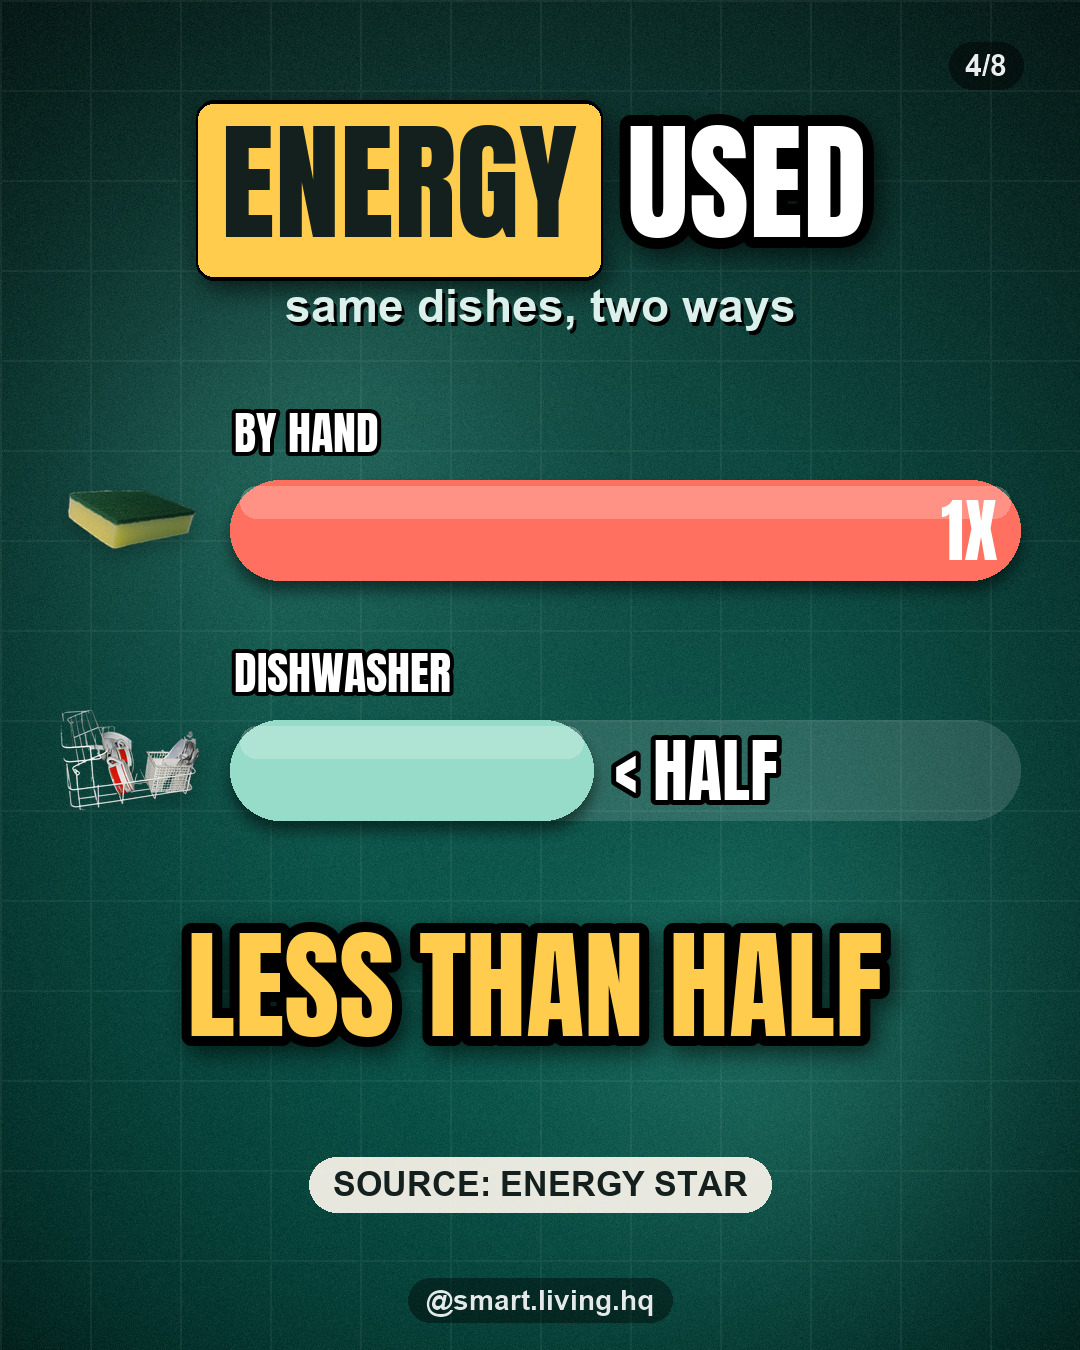 4/8
ENERGY USED
same dishes, two ways
BY HAND
1X
DISHWASHER
< HALF
LESS THAN HALF
SOURCE: ENERGY STAR
@smart.living.hq